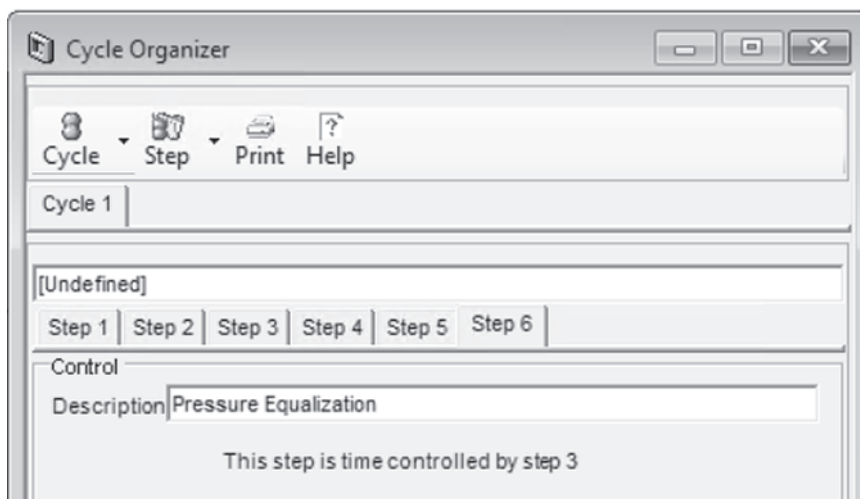 Cycle Organizer
Cycle Step Print Help
Cycle 1
[Undefined]
Step 1 Step 2 Step 3 Step 4 Step 5 Step 6
Control
Description Pressure Equalization
This step is time controlled by step 3